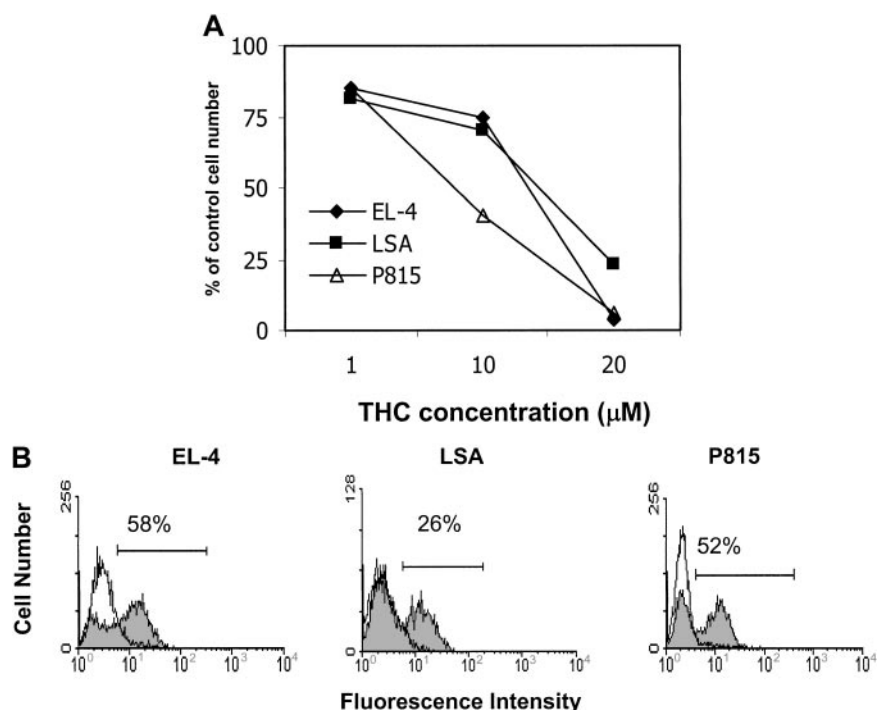 A
% of control cell number
100
75
50
25
0
EL-4
LSA
P815
1 10 20
THC concentration (μM)
B
EL-4 LSA P815
Cell Number
256
0
58%
10⁰ 10¹ 10² 10³ 10⁴
128
0
26%
10⁰ 10¹ 10² 10³ 10⁴
256
0
52%
10⁰ 10¹ 10² 10³ 10⁴
Fluorescence Intensity